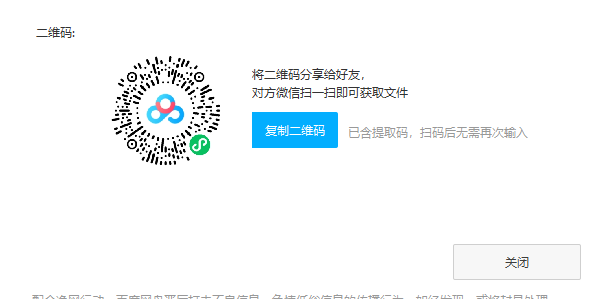 二维码:
将二维码分享给好友，
对方微信扫一扫即可获取文件
复制二维码
已含提取码，扫码后无需再次输入
关闭